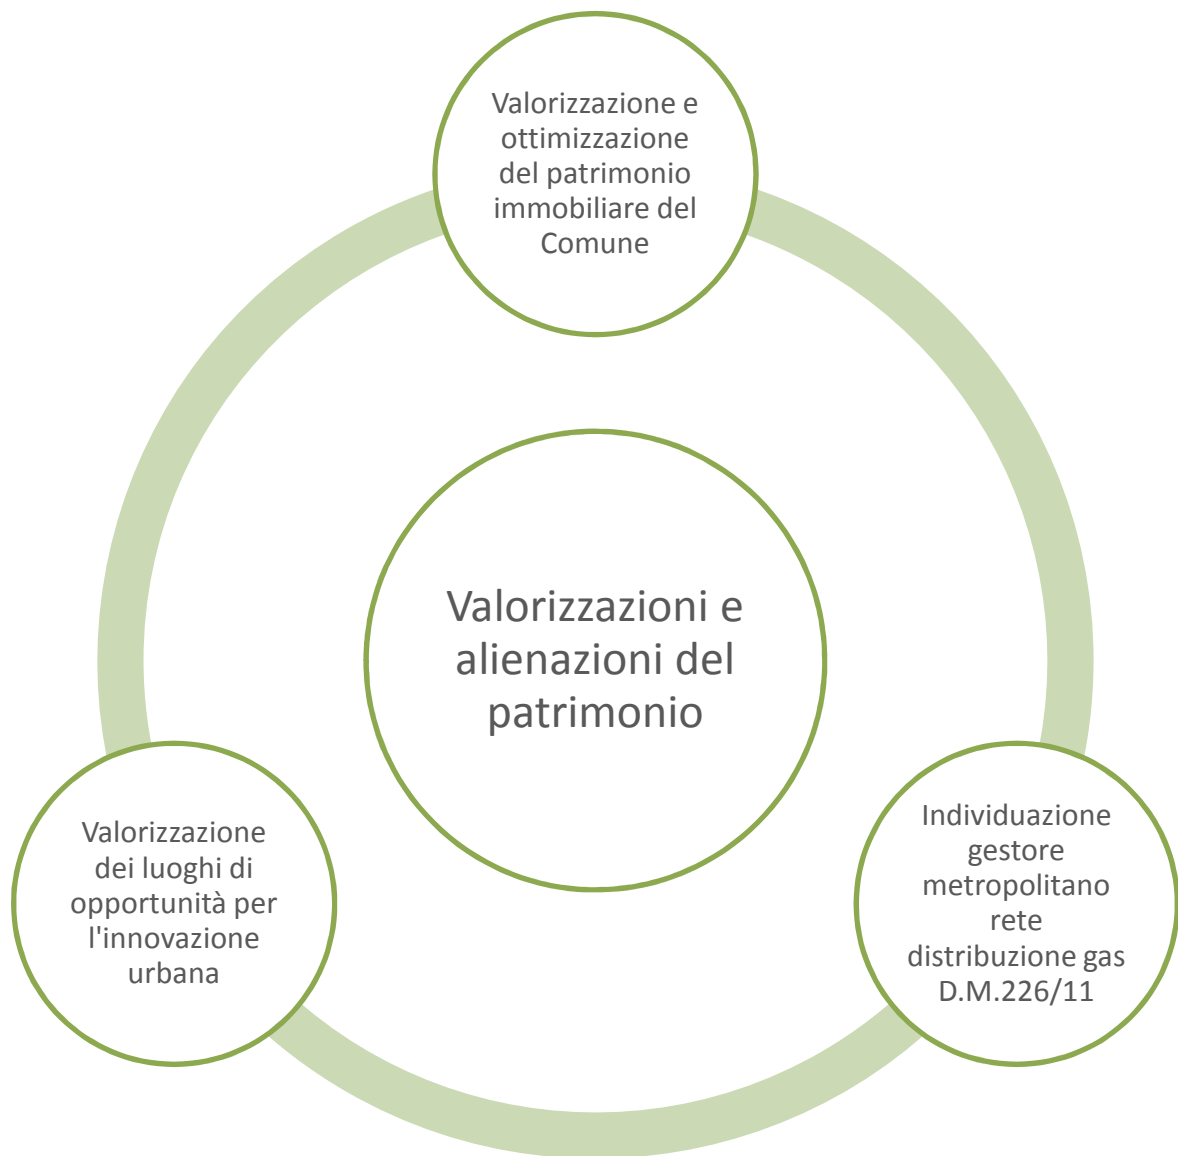 Valorizzazione e
ottimizzazione
del patrimonio
immobiliare del
Comune
Valorizzazioni e
alienazioni del
patrimonio
Individuazione
gestore
metropolitano
rete
distribuzione gas
D.M.226/11
Valorizzazione
dei luoghi di
opportunità per
l'innovazione
urbana